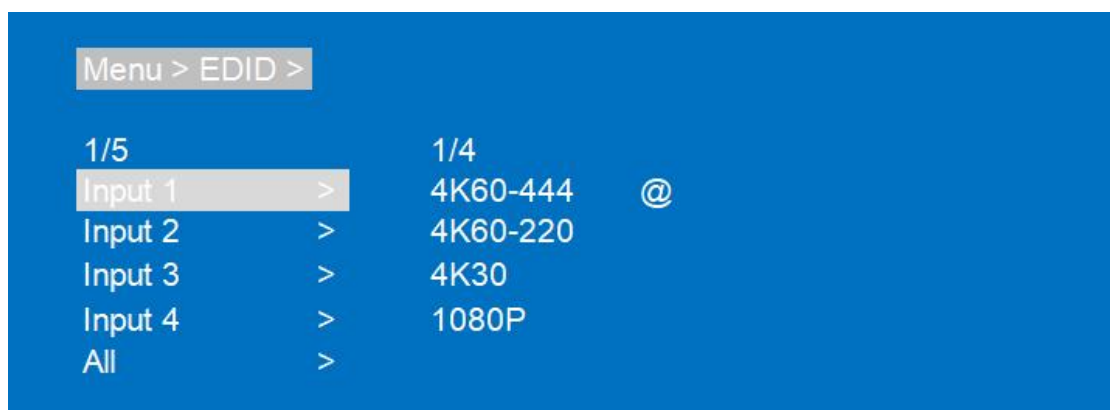 Menu > EDID >
1/5 1/4
Input 1 > 4K60-444 @
Input 2 > 4K60-220
Input 3 > 4K30
Input 4 > 1080P
All >